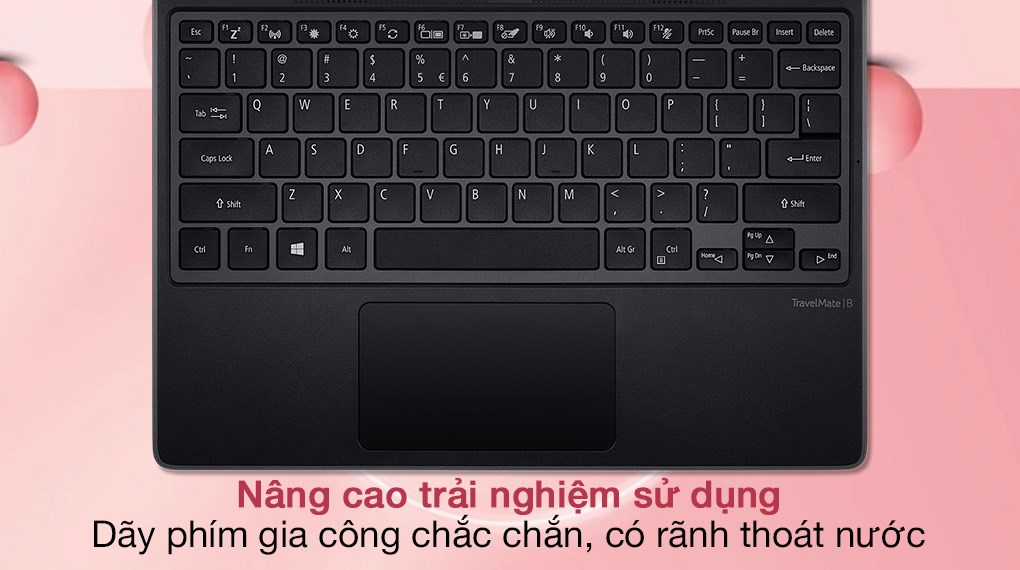 Esc F1 F2 F3 F4 F5 F6 F7 F8 F9 F10 F11 F12 PrtSc Pause Br Insert Delete
~ ! @ # $ % ^ & * ( ) — +
` 1 2 3 4 5 € 6 7 8 9 0 - = Backspace
Tab Q W E R T Y U I O P { [ } ] ¦ \
Caps Lock A S D F G H J K L : ; " ' Enter
Shift Z X C V B N M < , > . ? / Shift
Ctrl Fn Alt Alt Gr Ctrl Home Pg Up Pg Dn End
TravelMate | B
Nâng cao trải nghiệm sử dụng
Dãy phím gia công chắc chắn, có rãnh thoát nước